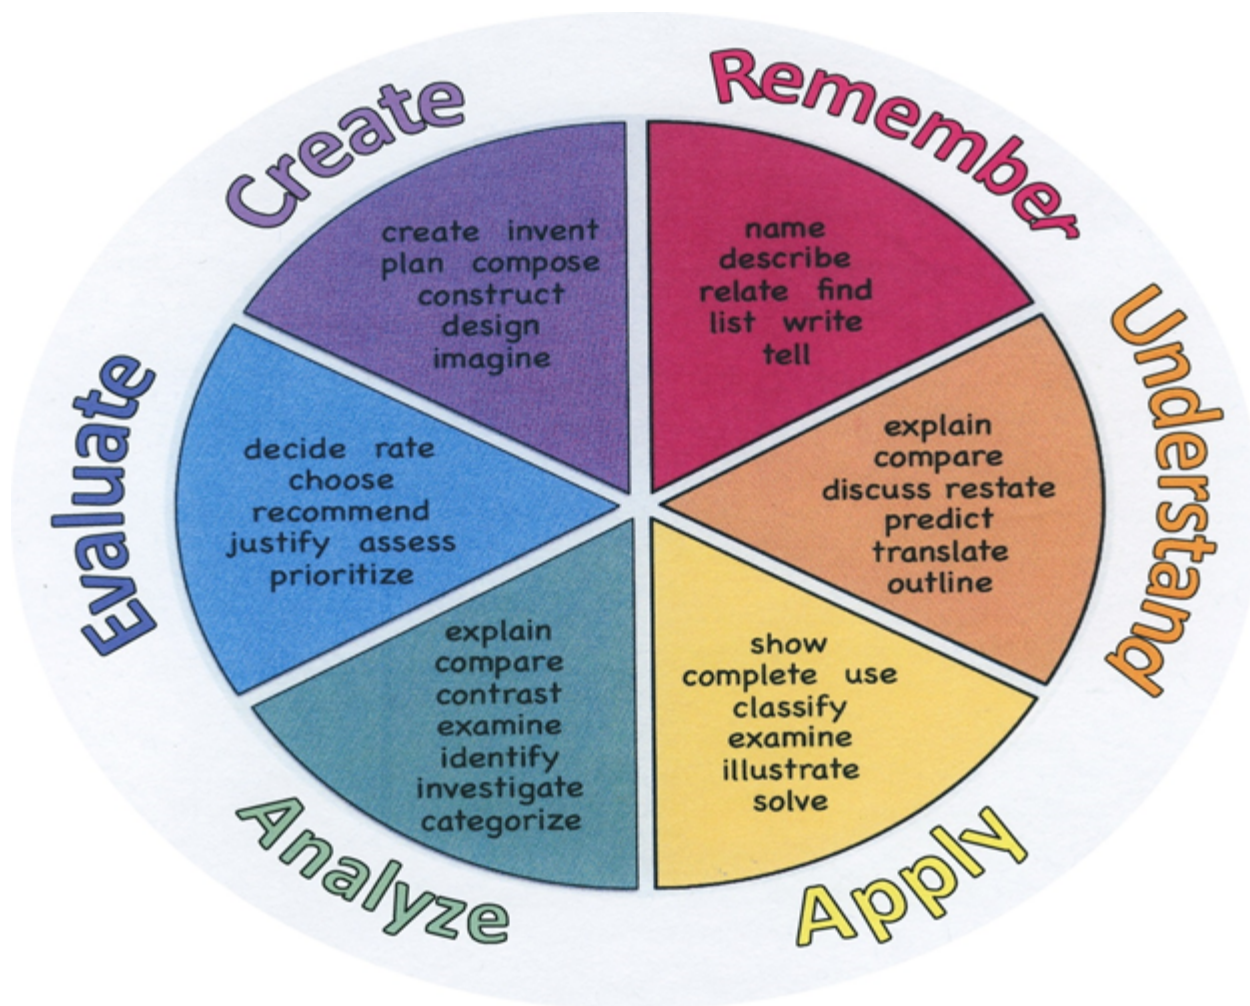 Remember
name
describe
relate find
list write
tell
Understand
explain
compare
discuss restate
predict
translate
outline
Apply
show
complete use
classify
examine
illustrate
solve
Analyze
explain
compare
contrast
examine
identify
investigate
categorize
Evaluate
decide rate
choose
recommend
justify assess
prioritize
Create
create invent
plan compose
construct
design
imagine